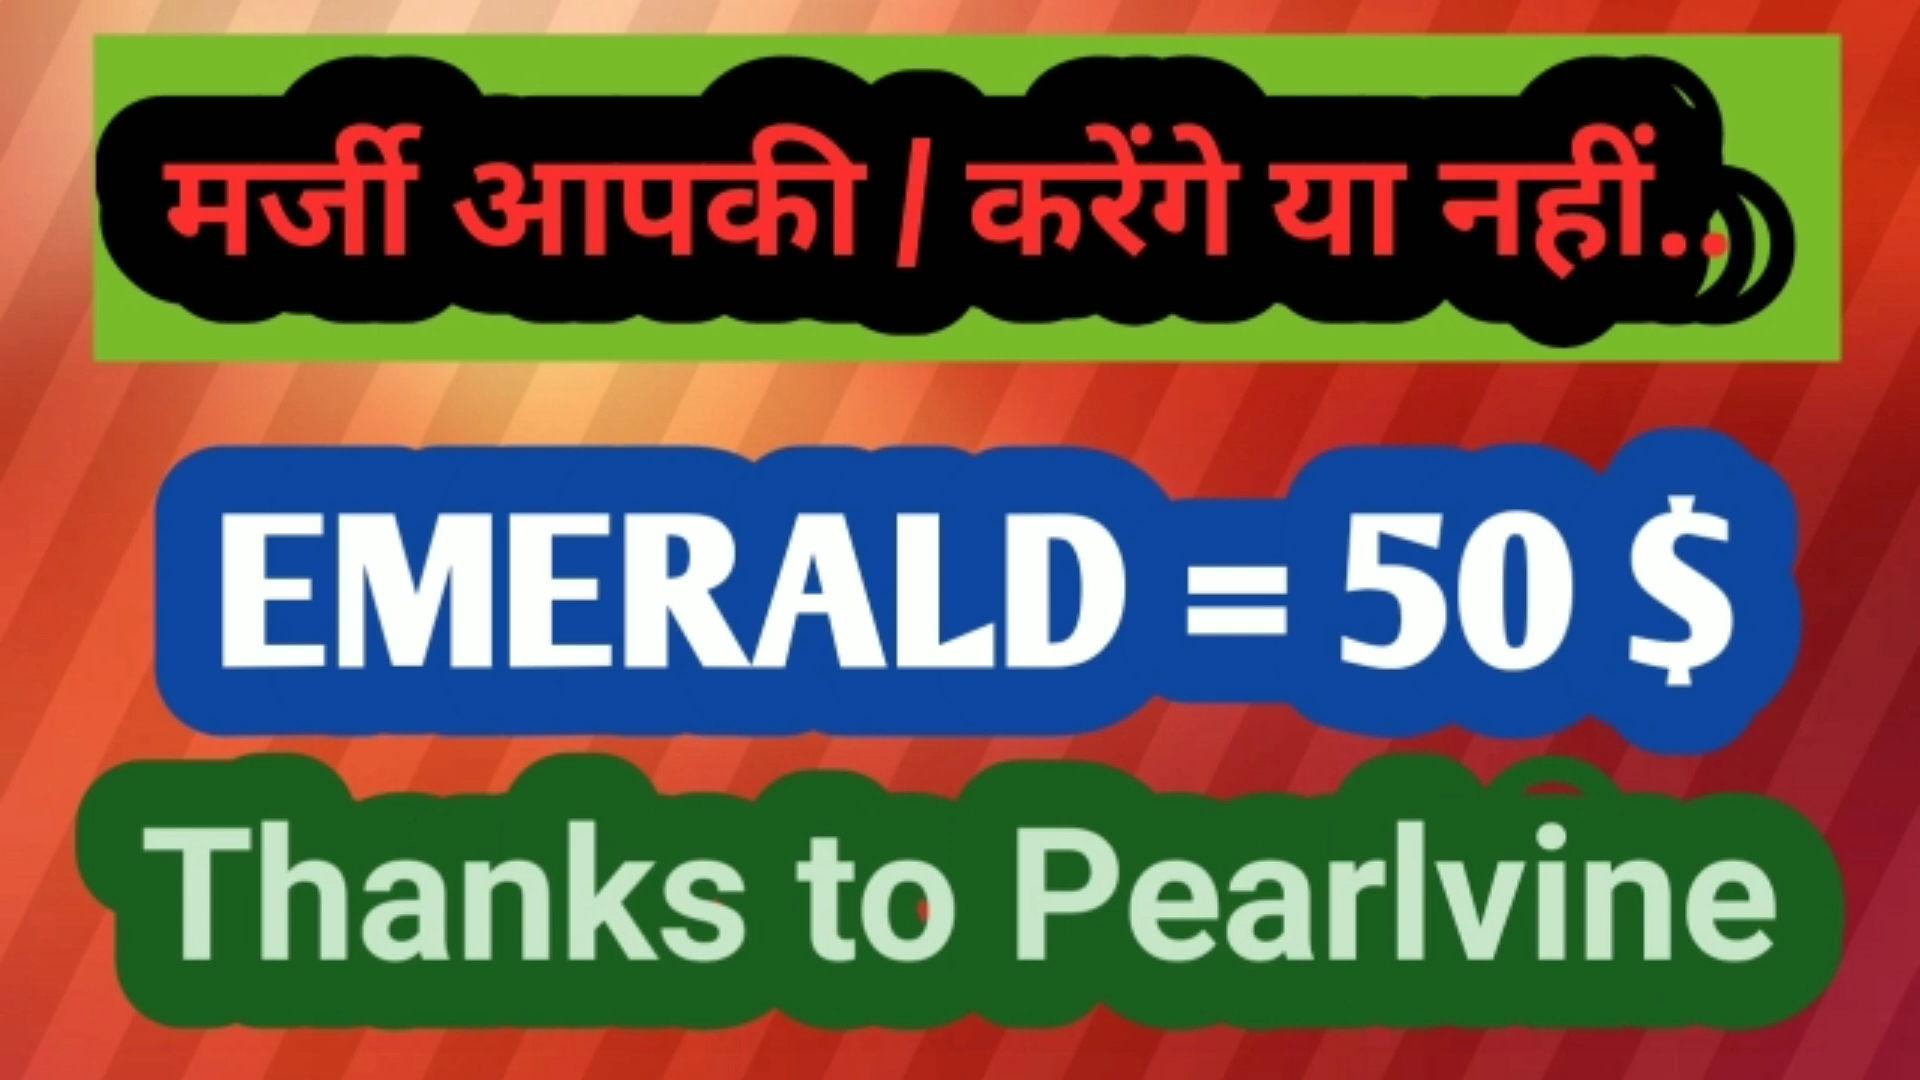 मर्जी आपकी / करेंगे या नहीं..
EMERALD = 50 $
Thanks to Pearlvine